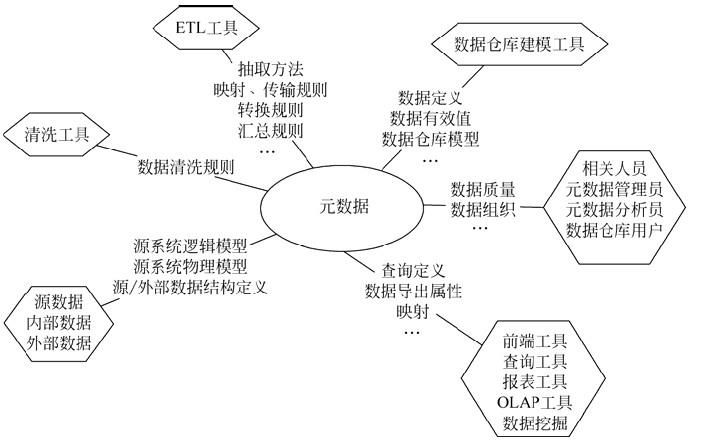 ETL工具
抽取方法
映射、传输规则
转换规则
汇总规则
…
数据仓库建模工具
数据定义
数据有效值
数据仓库模型
…
清洗工具
数据清洗规则
元数据
数据质量
数据组织
…
相关人员
元数据管理员
元数据分析员
数据仓库用户
源系统逻辑模型
源系统物理模型
源/外部数据结构定义
源数据
内部数据
外部数据
查询定义
数据导出属性
映射
…
前端工具
查询工具
报表工具
OLAP工具
数据挖掘